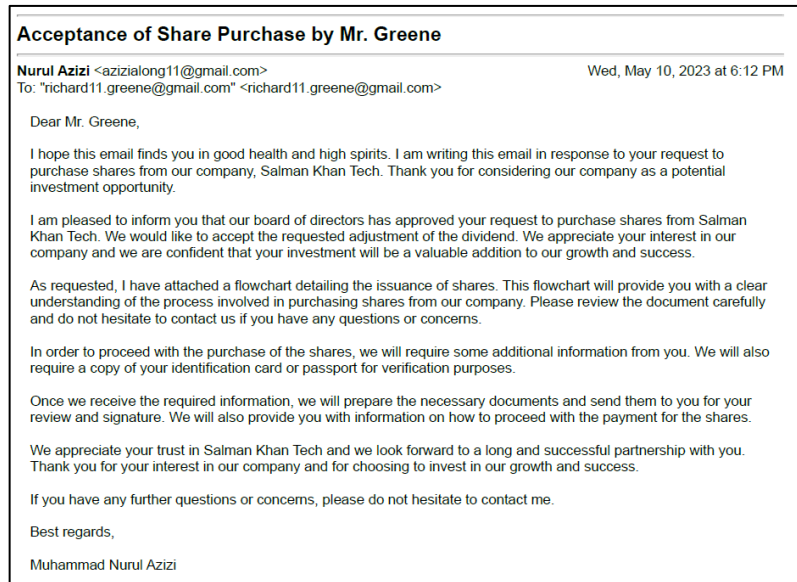 Acceptance of Share Purchase by Mr. Greene
Nurul Azizi <azizialong11@gmail.com> Wed, May 10, 2023 at 6:12 PM
To: "richard11.greene@gmail.com" <richard11.greene@gmail.com>
Dear Mr. Greene,
I hope this email finds you in good health and high spirits. I am writing this email in response to your request to
purchase shares from our company, Salman Khan Tech. Thank you for considering our company as a potential
investment opportunity.
I am pleased to inform you that our board of directors has approved your request to purchase shares from Salman
Khan Tech. We would like to accept the requested adjustment of the dividend. We appreciate your interest in our
company and we are confident that your investment will be a valuable addition to our growth and success.
As requested, I have attached a flowchart detailing the issuance of shares. This flowchart will provide you with a clear
understanding of the process involved in purchasing shares from our company. Please review the document carefully
and do not hesitate to contact us if you have any questions or concerns.
In order to proceed with the purchase of the shares, we will require some additional information from you. We will also
require a copy of your identification card or passport for verification purposes.
Once we receive the required information, we will prepare the necessary documents and send them to you for your
review and signature. We will also provide you with information on how to proceed with the payment for the shares.
We appreciate your trust in Salman Khan Tech and we look forward to a long and successful partnership with you.
Thank you for your interest in our company and for choosing to invest in our growth and success.
If you have any further questions or concerns, please do not hesitate to contact me.
Best regards,
Muhammad Nurul Azizi